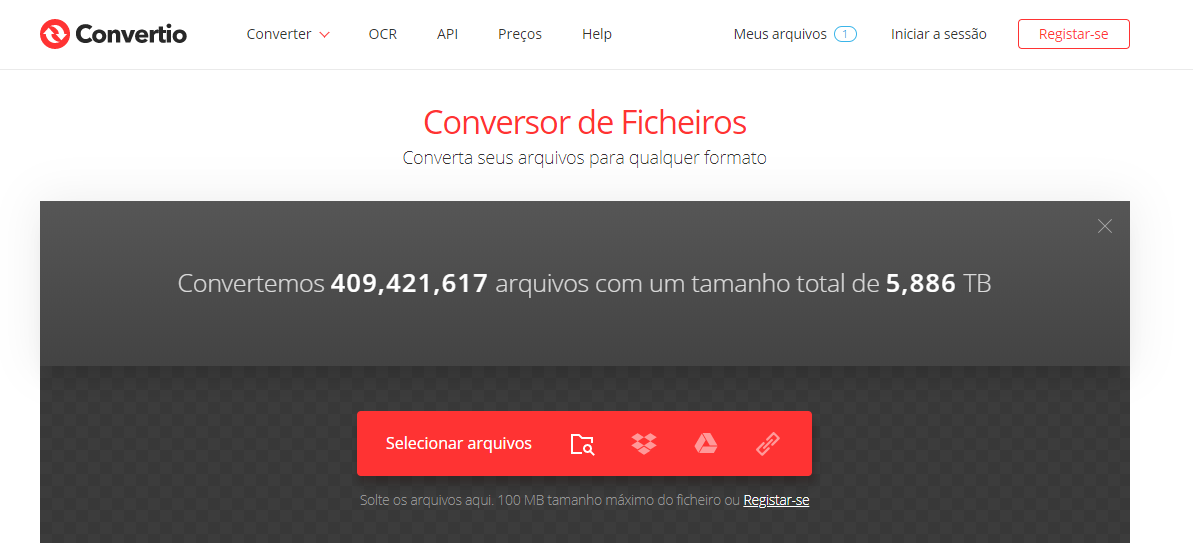 Convertio Converter OCR API Preços Help Meus arquivos 1 Iniciar a sessão Registar-se
Conversor de Ficheiros
Converta seus arquivos para qualquer formato
Convertemos 409,421,617 arquivos com um tamanho total de 5,886 TB
Selecionar arquivos
Solte os arquivos aqui. 100 MB tamanho máximo do ficheiro ou Registar-se